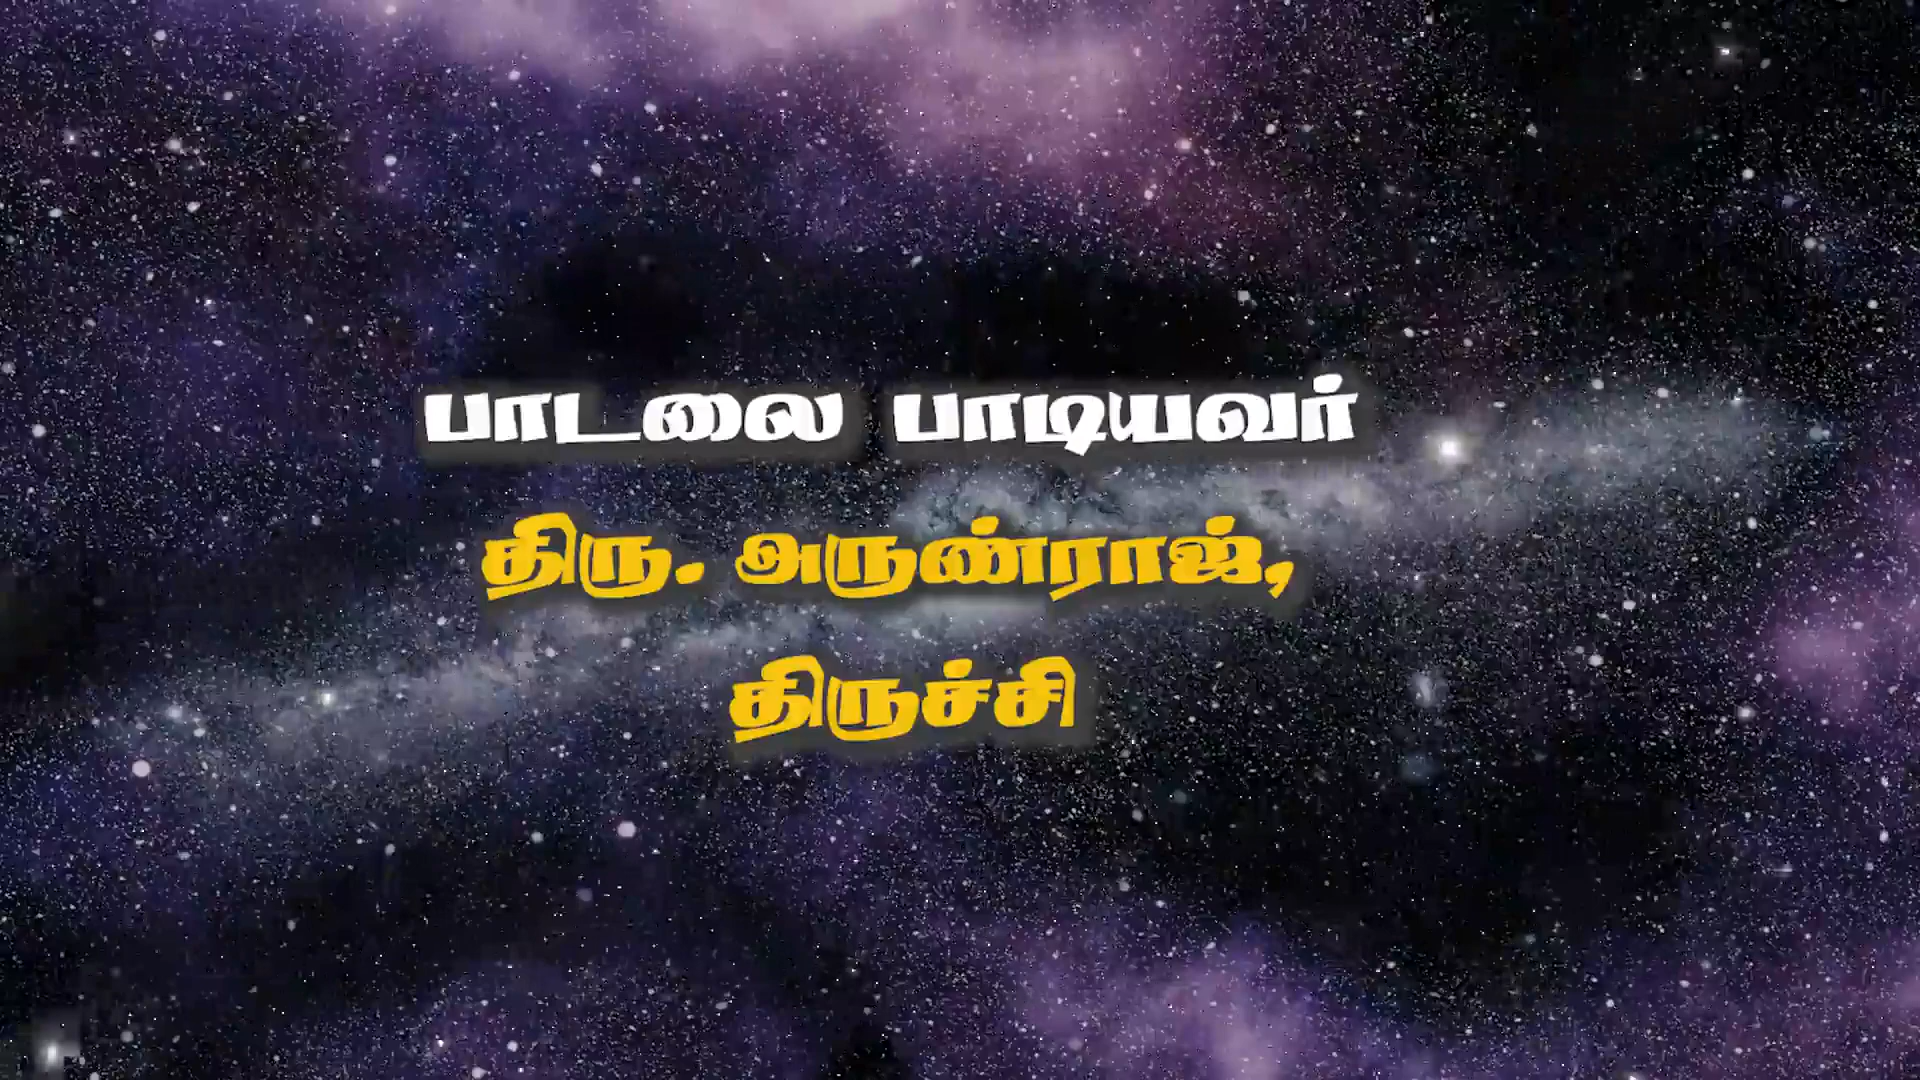 பாடலை பாடியவர்
திரு. அருண்ராஜ்,
திருச்சி